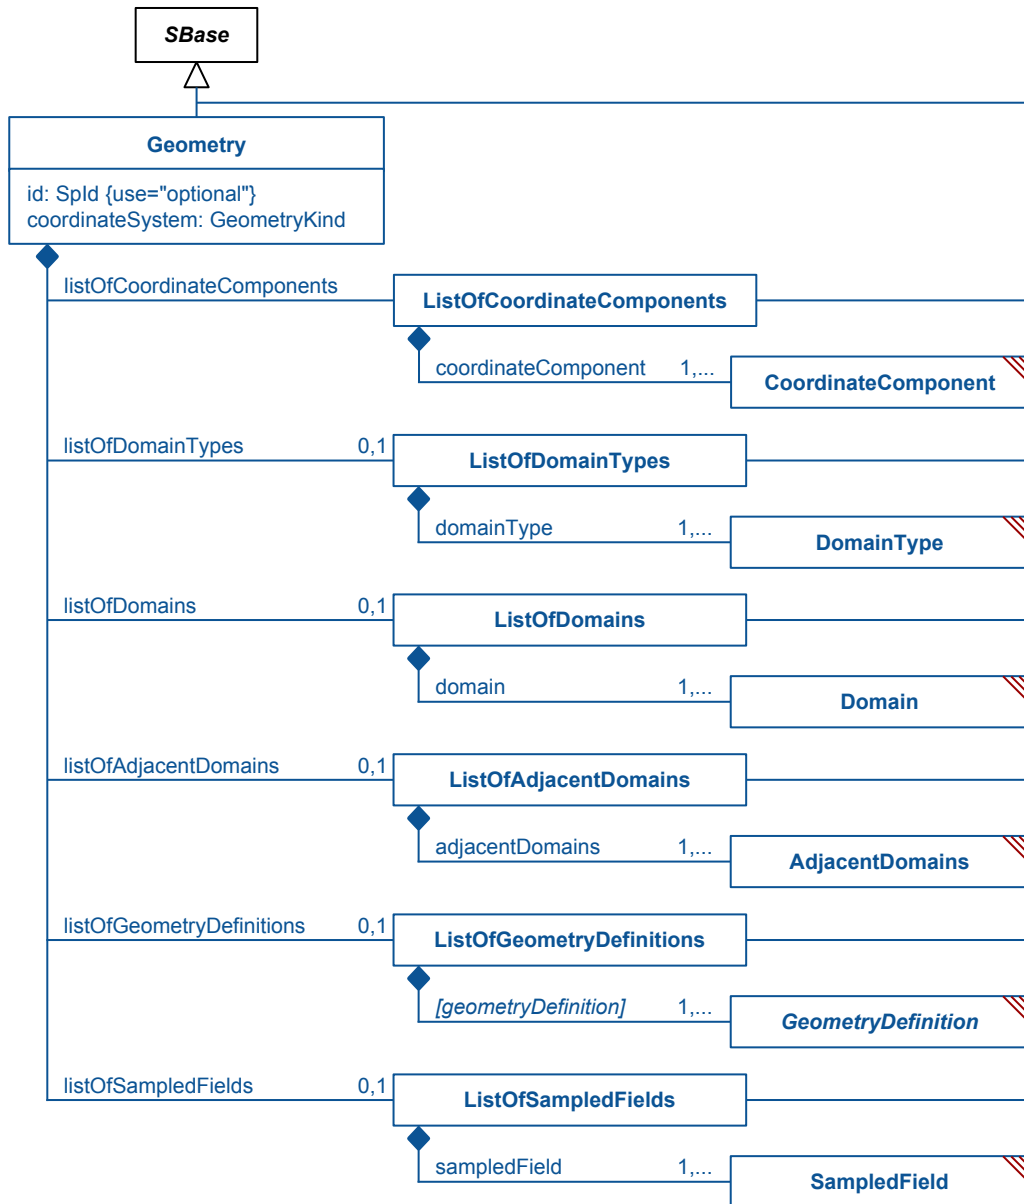 SBase
Geometry
id: SpId {use="optional"}
coordinateSystem: GeometryKind
listOfCoordinateComponents
ListOfCoordinateComponents
coordinateComponent 1,...
CoordinateComponent
listOfDomainTypes 0,1
ListOfDomainTypes
domainType 1,...
DomainType
listOfDomains 0,1
ListOfDomains
domain 1,...
Domain
listOfAdjacentDomains 0,1
ListOfAdjacentDomains
adjacentDomains 1,...
AdjacentDomains
listOfGeometryDefinitions 0,1
ListOfGeometryDefinitions
[geometryDefinition] 1,...
GeometryDefinition
listOfSampledFields 0,1
ListOfSampledFields
sampledField 1,...
SampledField